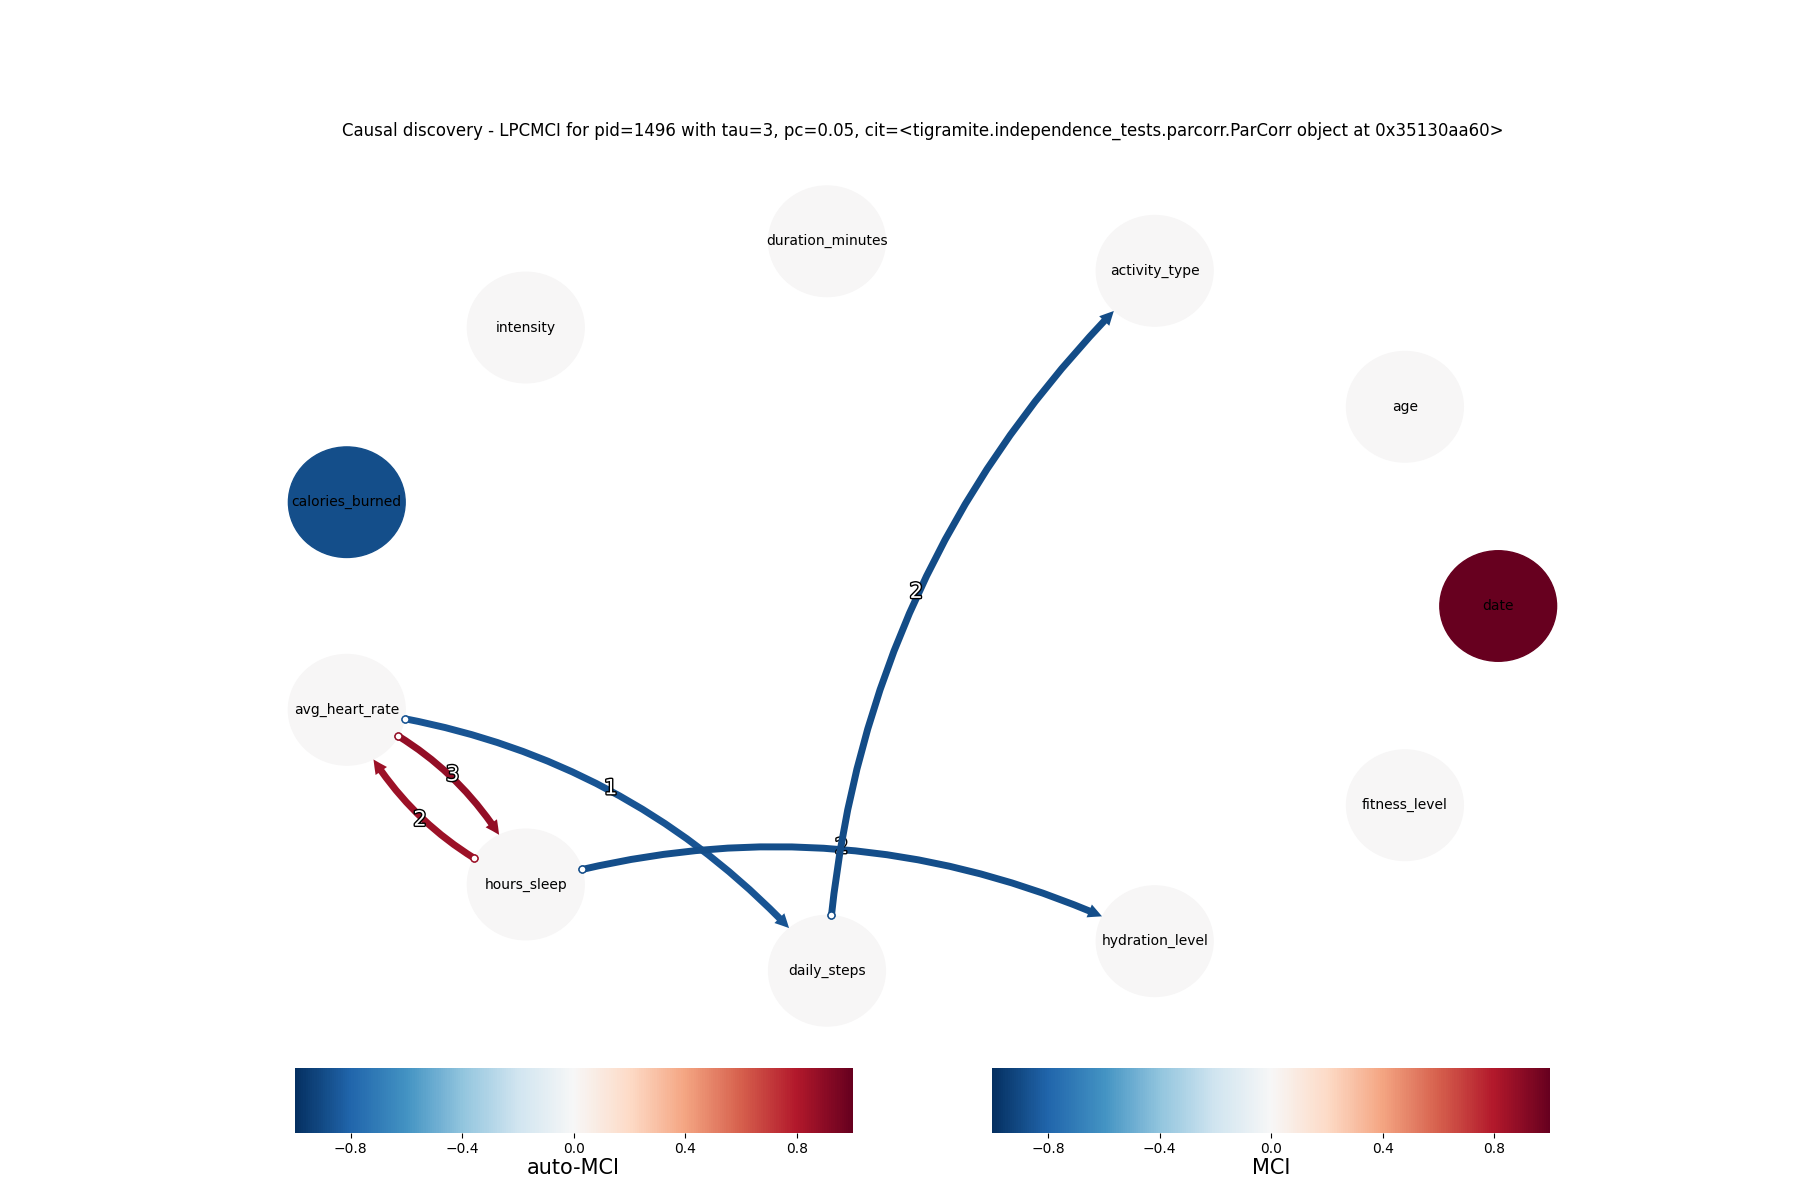 Causal discovery - LPCMCI for pid=1496 with tau=3, pc=0.05, cit=<tigramite.independence_tests.parcorr.ParCorr object at 0x35130aa60>
duration_minutes
activity_type
intensity
age
calories_burned
2
date
avg_heart_rate
3
1
2
2
fitness_level
hours_sleep
hydration_level
daily_steps
−0.8 −0.4 0.0 0.4 0.8
auto-MCI
−0.8 −0.4 0.0 0.4 0.8
MCI